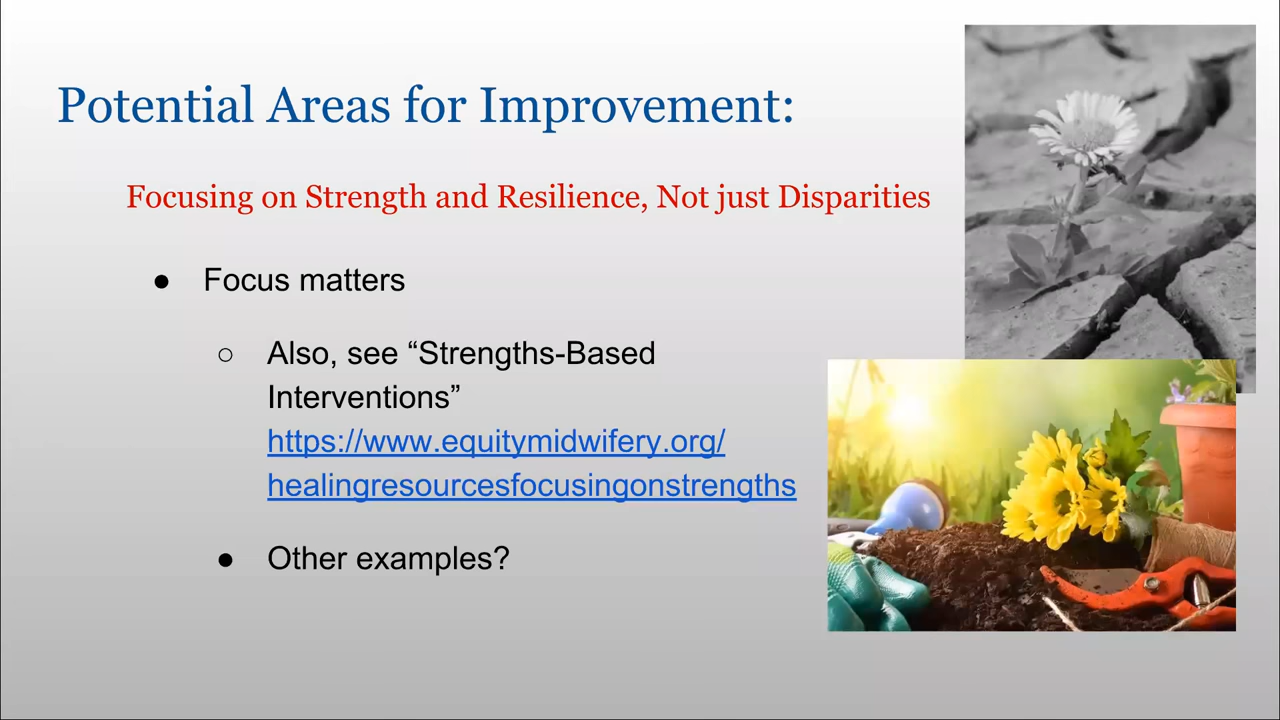 Potential Areas for Improvement:
Focusing on Strength and Resilience, Not just Disparities
● Focus matters
○ Also, see “Strengths-Based
Interventions”
https://www.equitymidwifery.org/
healingresourcesfocusingonstrengths
● Other examples?